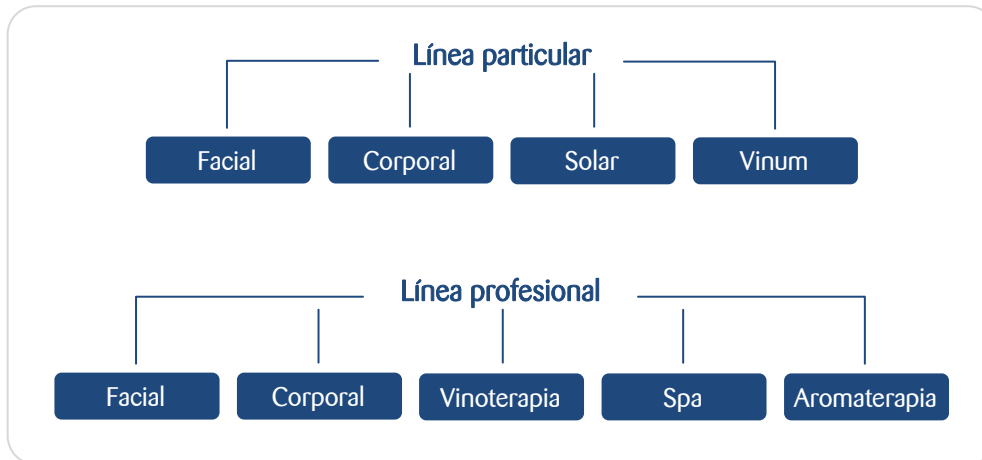 Línea particular
Facial Corporal Solar Vinum
Línea profesional
Facial Corporal Vinoterapia Spa Aromaterapia